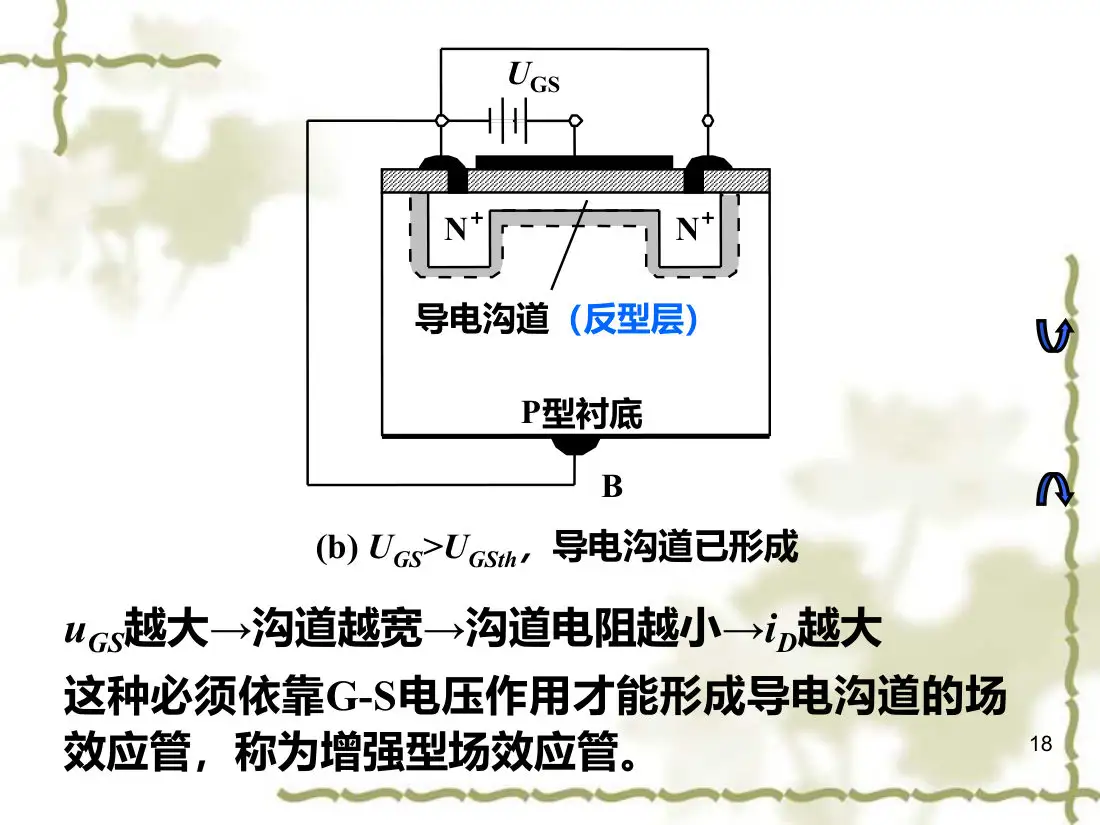 UGS
N+
N+
导电沟道（反型层）
P型衬底
B
(b) UGS>UGSth，导电沟道已形成
uGS越大→沟道越宽→沟道电阻越小→iD越大
这种必须依靠G-S电压作用才能形成导电沟道的场
效应管，称为增强型场效应管。
18